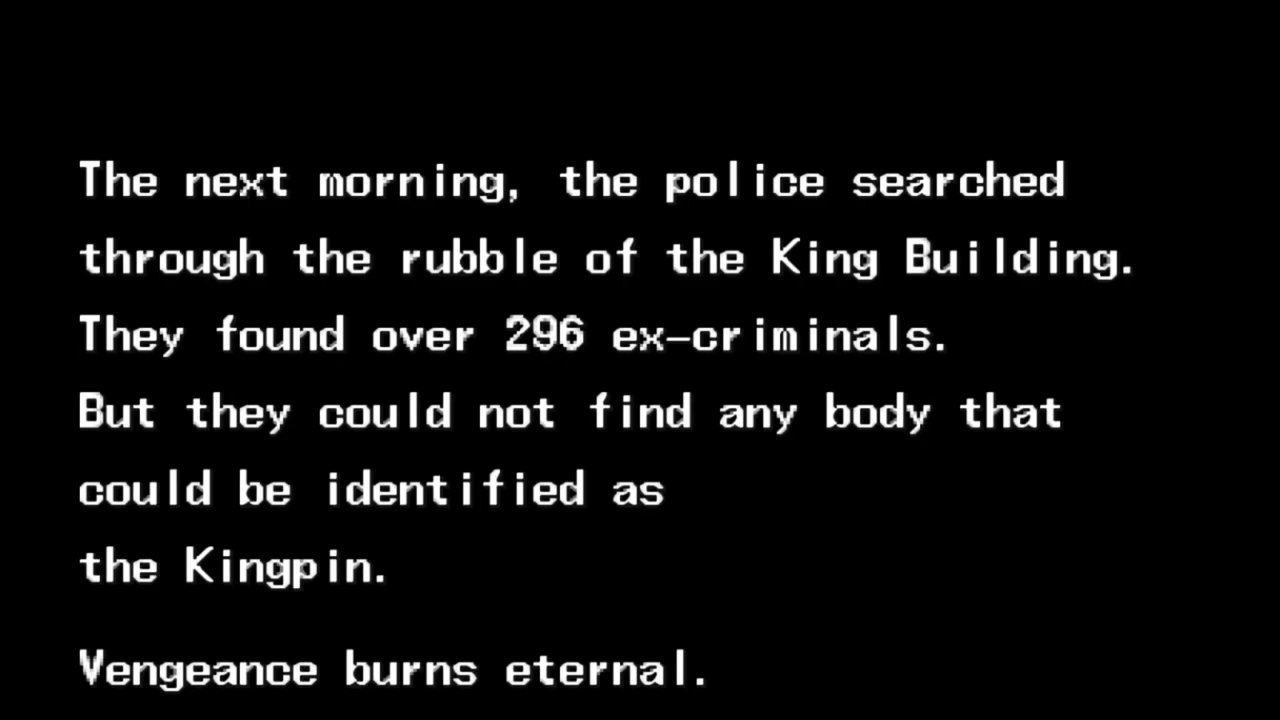 The next morning, the police searched
through the rubble of the King Building.
They found over 296 ex-criminals.
But they could not find any body that
could be identified as
the Kingpin.
Vengeance burns eternal.